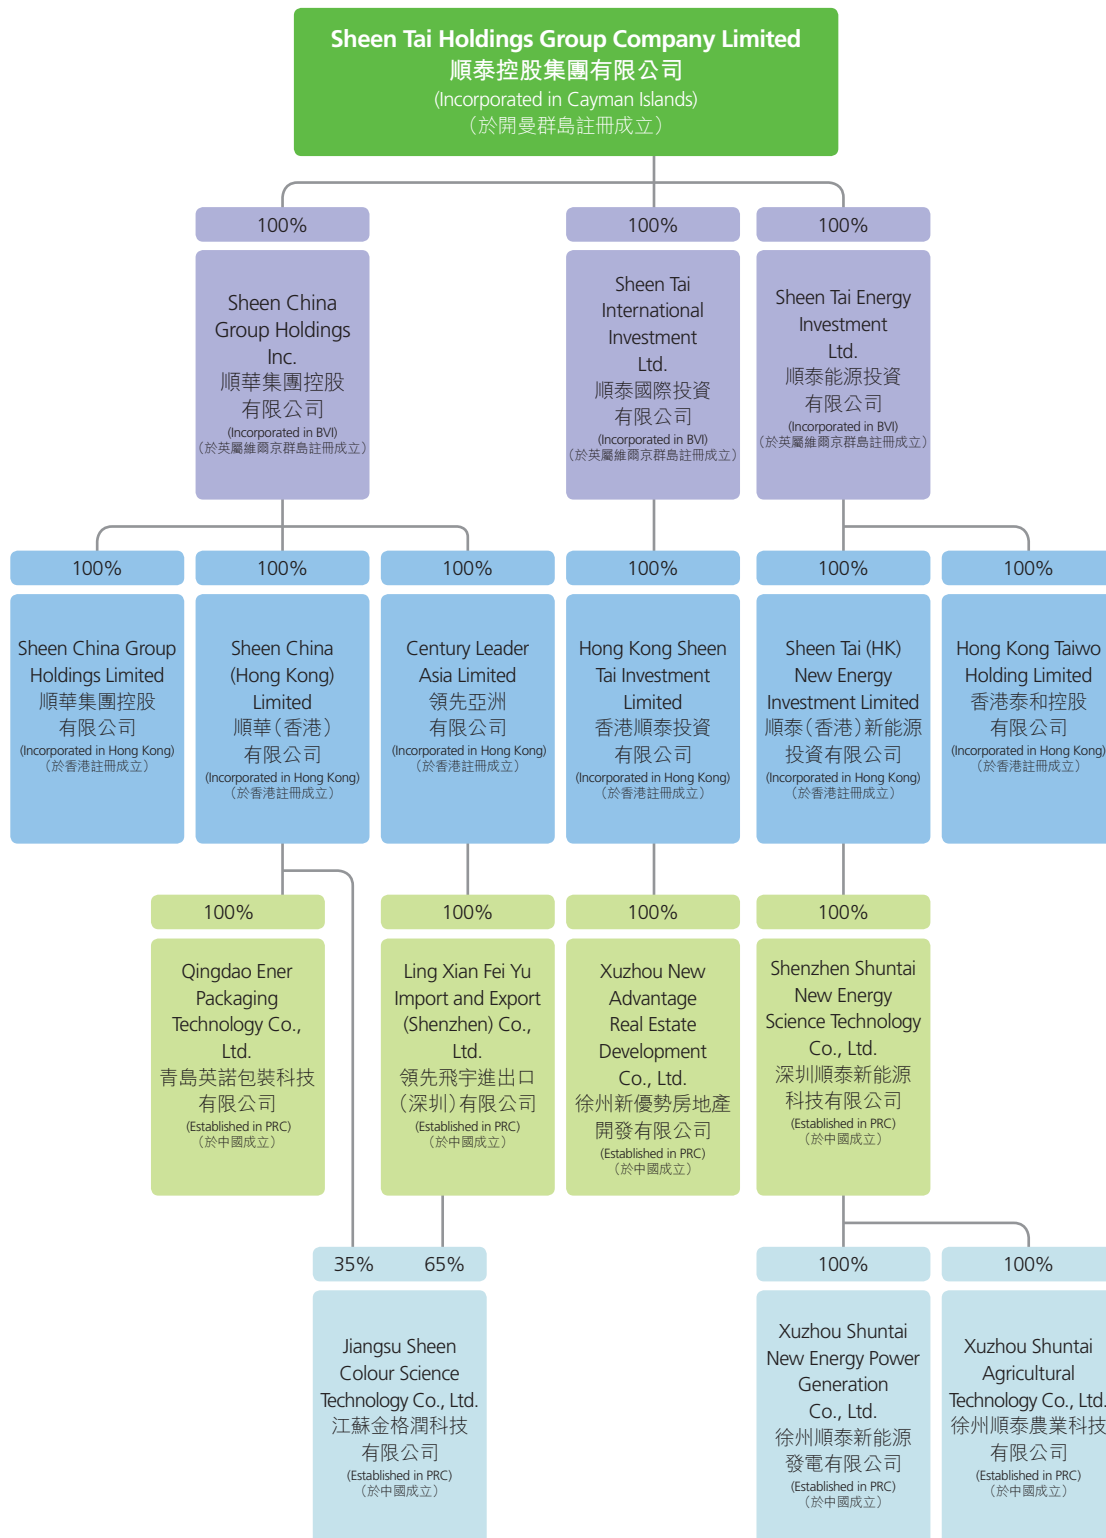 Sheen Tai Holdings Group Company Limited
順泰控股集團有限公司
(Incorporated in Cayman Islands)
（於開曼群島註冊成立）
100%
Sheen China
Group Holdings
Inc.
順華集團控股
有限公司
(Incorporated in BVI)
（於英屬維爾京群島註冊成立）
100%
Sheen Tai
International
Investment
Ltd.
順泰國際投資
有限公司
(Incorporated in BVI)
（於英屬維爾京群島註冊成立）
100%
Sheen Tai Energy
Investment
Ltd.
順泰能源投資
有限公司
(Incorporated in BVI)
（於英屬維爾京群島註冊成立）
100%
Sheen China Group
Holdings Limited
順華集團控股
有限公司
(Incorporated in Hong Kong)
（於香港註冊成立）
100%
Sheen China
(Hong Kong)
Limited
順華（香港）
有限公司
(Incorporated in Hong Kong)
（於香港註冊成立）
100%
Century Leader
Asia Limited
領先亞洲
有限公司
(Incorporated in Hong Kong)
（於香港註冊成立）
100%
Hong Kong Sheen
Tai Investment
Limited
香港順泰投資
有限公司
(Incorporated in Hong Kong)
（於香港註冊成立）
100%
Sheen Tai (HK)
New Energy
Investment Limited
順泰（香港）新能源
投資有限公司
(Incorporated in Hong Kong)
（於香港註冊成立）
100%
Hong Kong Taiwo
Holding Limited
香港泰和控股
有限公司
(Incorporated in Hong Kong)
（於香港註冊成立）
100%
Qingdao Ener
Packaging
Technology Co.,
Ltd.
青島英諾包裝科技
有限公司
(Established in PRC)
（於中國成立）
100%
Ling Xian Fei Yu
Import and Export
(Shenzhen) Co.,
Ltd.
領先飛宇進出口
（深圳）有限公司
(Established in PRC)
（於中國成立）
100%
Xuzhou New
Advantage
Real Estate
Development
Co., Ltd.
徐州新優勢房地產
開發有限公司
(Established in PRC)
（於中國成立）
100%
Shenzhen Shuntai
New Energy
Science Technology
Co., Ltd.
深圳順泰新能源
科技有限公司
(Established in PRC)
（於中國成立）
35% 65%
Jiangsu Sheen
Colour Science
Technology Co., Ltd.
江蘇金格潤科技
有限公司
(Established in PRC)
（於中國成立）
100%
Xuzhou Shuntai
New Energy Power
Generation
Co., Ltd.
徐州順泰新能源
發電有限公司
(Established in PRC)
（於中國成立）
100%
Xuzhou Shuntai
Agricultural
Technology Co., Ltd.
徐州順泰農業科技
有限公司
(Established in PRC)
（於中國成立）